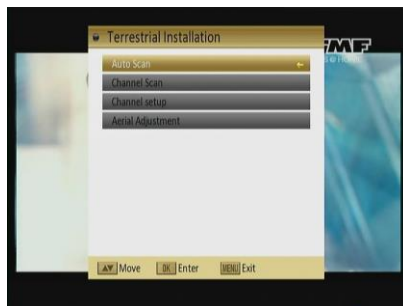 Terrestrial Installation
Auto Scan
Channel Scan
Channel setup
Aerial Adjustment
Move OK Enter MENU Exit